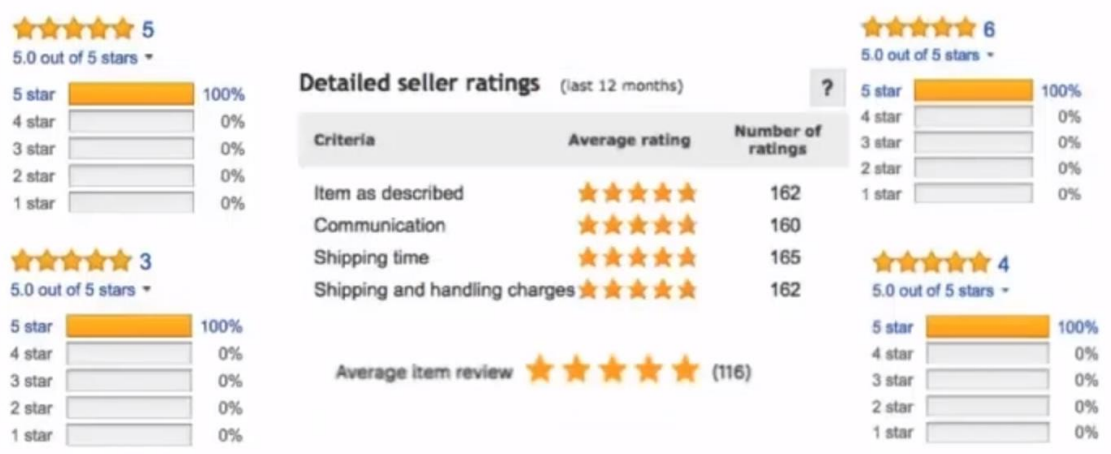 5
5.0 out of 5 stars
5 star 100%
4 star 0%
3 star 0%
2 star 0%
1 star 0%
3
5.0 out of 5 stars
5 star 100%
4 star 0%
3 star 0%
2 star 0%
1 star 0%
Detailed seller ratings (last 12 months) ?
Criteria Average rating Number of ratings
Item as described 162
Communication 160
Shipping time 165
Shipping and handling charges 162
Average item review (116)
6
5.0 out of 5 stars
5 star 100%
4 star 0%
3 star 0%
2 star 0%
1 star 0%
4
5.0 out of 5 stars
5 star 100%
4 star 0%
3 star 0%
2 star 0%
1 star 0%